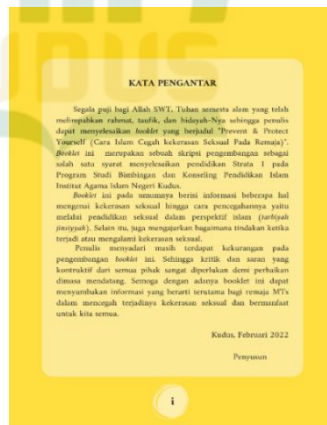 KATA PENGANTAR
Segala puji bagi Allah SWT, Tuhan semesta alam yang telah
melimpahkan rahmat, taufik, dan hidayah-Nya sehingga penulis
dapat menyelesaikan booklet yang berjudul "Prevent & Protect
Yourself (Cara Islam Cegah kekerasan Seksual Pada Remaja)".
Booklet ini merupakan sebuah skripsi pengembangan sebagai
salah satu syarat menyelesaikan pendidikan Strata I pada
Program Studi Bimbingan dan Konseling Pendidikan Islam
Institut Agama Islam Negeri Kudus.
Booklet ini pada umumnya berisi informasi beberapa hal
mengenai kekerasan seksual hingga cara pencegahannya yaitu
melalui pendidikan seksual dalam perspektif islam (tarbiyah
jinsiyyah). Selain itu, juga mengajarkan bagaimana tindakan ketika
terjadi atau mengalami kekerasan seksual.
Penulis menyadari masih terdapat kekurangan pada
pengembangan booklet ini. Sehingga kritik dan saran yang
kontruktif dari semua pihak sangat diperlukan demi perbaikan
dimasa mendatang. Semoga dengan adanya booklet ini dapat
menyumbakan informasi yang berarti terutama bagi remaja MTs
dalam mencegah terjadinya kekerasan seksual dan bermanfaat
untuk kita semua.
Kudus, Februari 2022
Penyusun
i